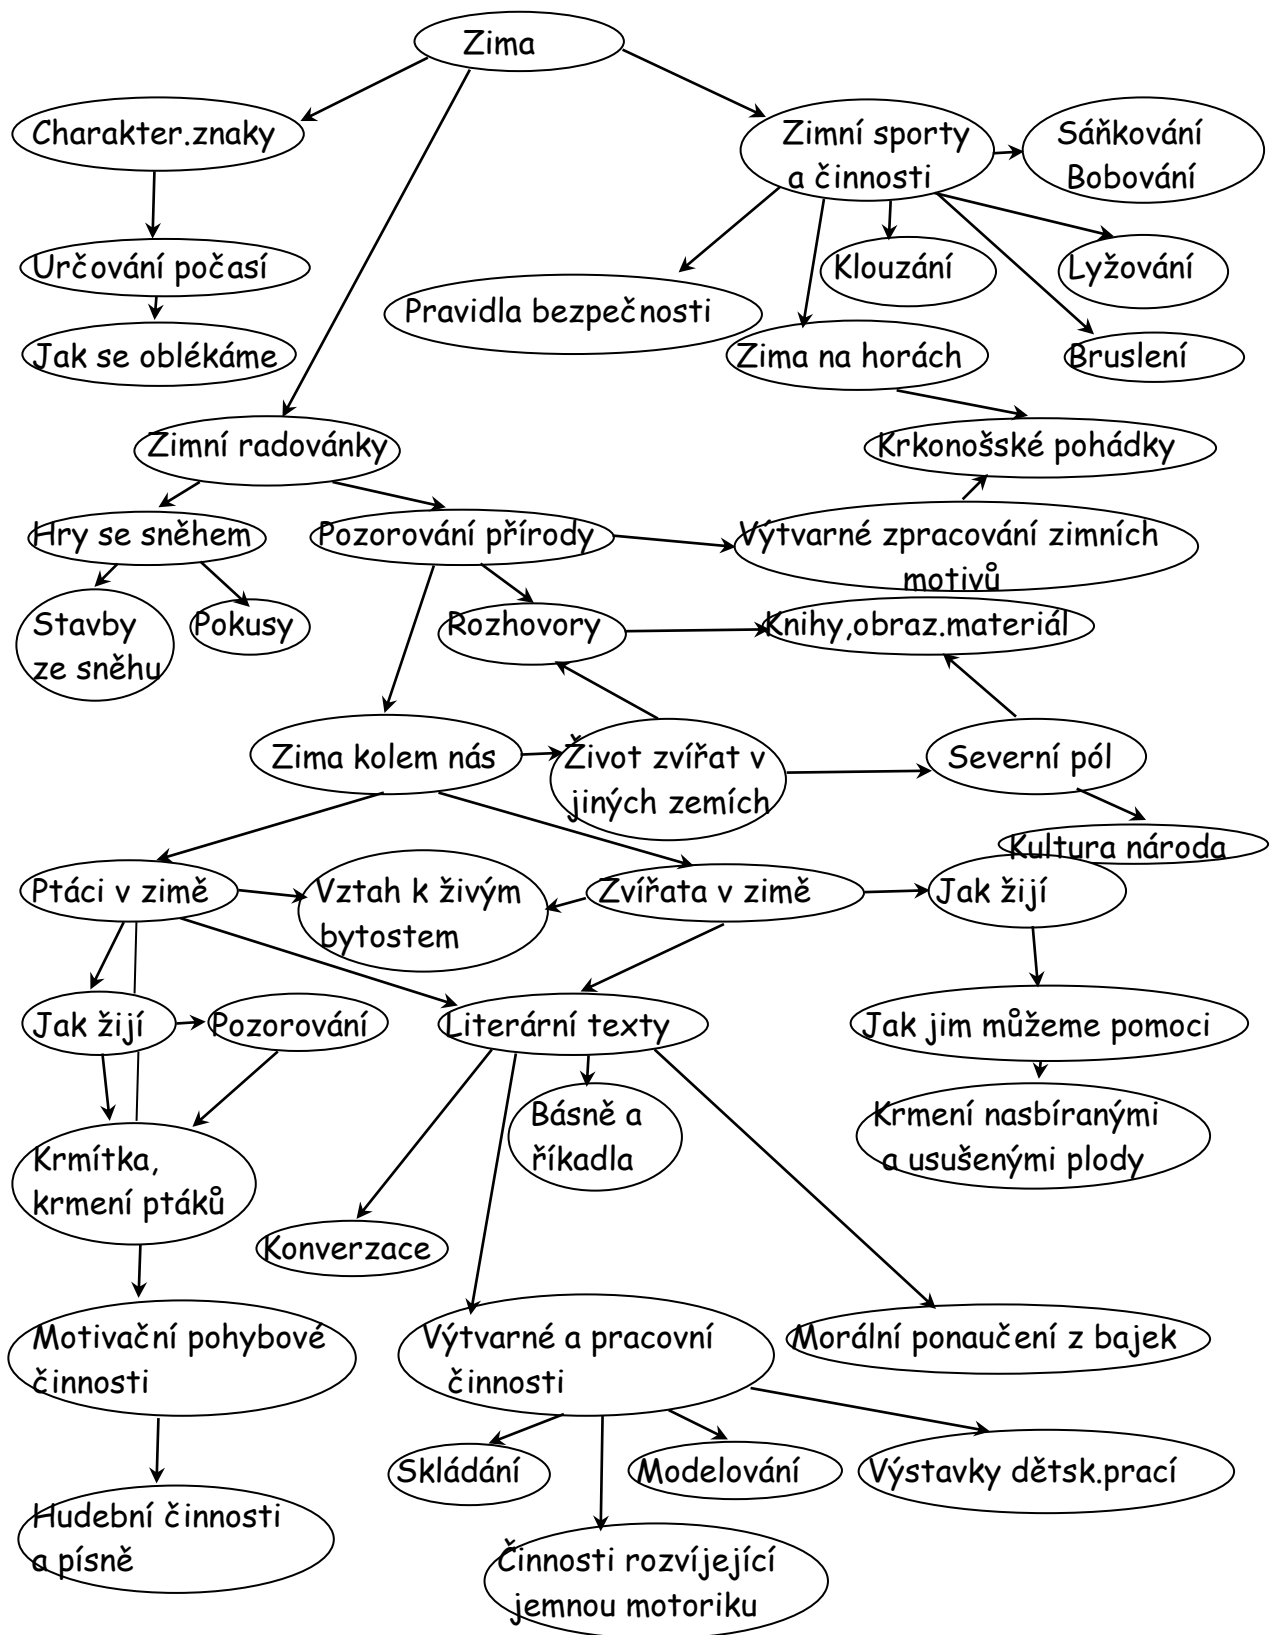 Zima
Charakter.znaky
Zimní sporty
a činnosti
Sáňkování
Bobování
Určování počasí
Klouzání
Lyžování
Pravidla bezpečnosti
Jak se oblékáme
Zima na horách
Bruslení
Zimní radovánky
Krkonošské pohádky
Hry se sněhem
Pozorování přírody
Výtvarné zpracování zimních
motivů
Stavby
ze sněhu
Pokusy
Rozhovory
Knihy,obraz.materiál
Zima kolem nás
Život zvířat v
jiných zemích
Severní pól
Kultura národa
Ptáci v zimě
Vztah k živým
bytostem
Zvířata v zimě
Jak žijí
Jak žijí
Pozorování
Literární texty
Jak jim můžeme pomoci
Básně a
říkadla
Krmení nasbíranými
a usušenými plody
Krmítka,
krmení ptáků
Konverzace
Motivační pohybové
činnosti
Výtvarné a pracovní
činnosti
Morální ponaučení z bajek
Skládání
Modelování
Výstavky dětsk.prací
Hudební činnosti
a písně
Činnosti rozvíjející
jemnou motoriku